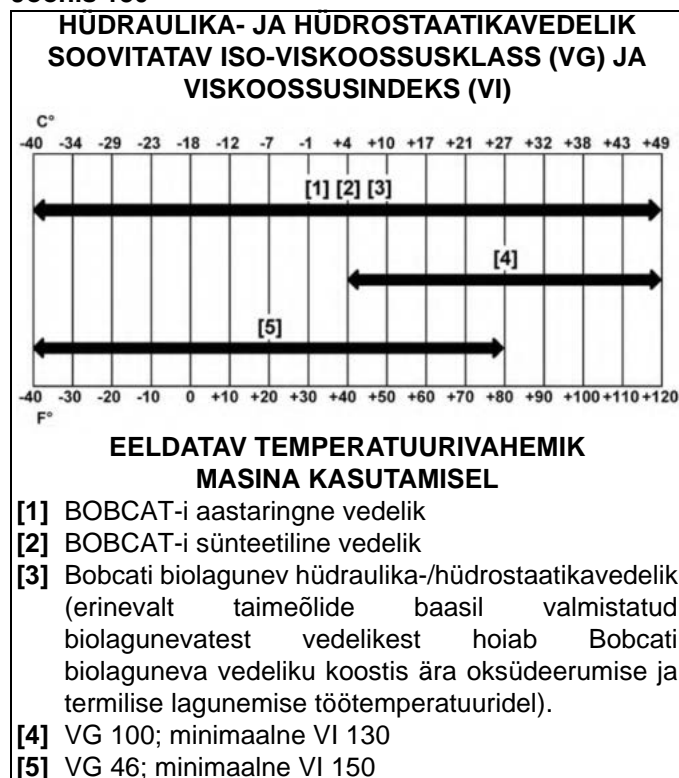 HÜDRAULIKA- JA HÜDROSTAATIKAVEDELIK
SOOVITATAV ISO-VISKOOSSUSKLASS (VG) JA
VISKOOSSUSINDEKS (VI)
C°
-40 -34 -29 -23 -18 -12 -7 -1 +4 +10 +17 +21 +27 +32 +38 +43 +49
[1] [2] [3]
[4]
[5]
-40 -30 -20 -10 0 +10 +20 +30 +40 +50 +60 +70 +80 +90 +100 +110 +120
F°
EELDATAV TEMPERATUURIVAHEMIK
MASINA KASUTAMISEL
[1] BOBCAT-i aastaringne vedelik
[2] BOBCAT-i sünteetiline vedelik
[3] Bobcati biolagunev hüdraulika-/hüdrostaatikavedelik
(erinevalt taimeõlide baasil valmistatud
biolagunevatest vedelikest hoiab Bobcati
biolaguneva vedeliku koostis ära oksüdeerumise ja
termilise lagunemise töötemperatuuridel).
[4] VG 100; minimaalne VI 130
[5] VG 46; minimaalne VI 150